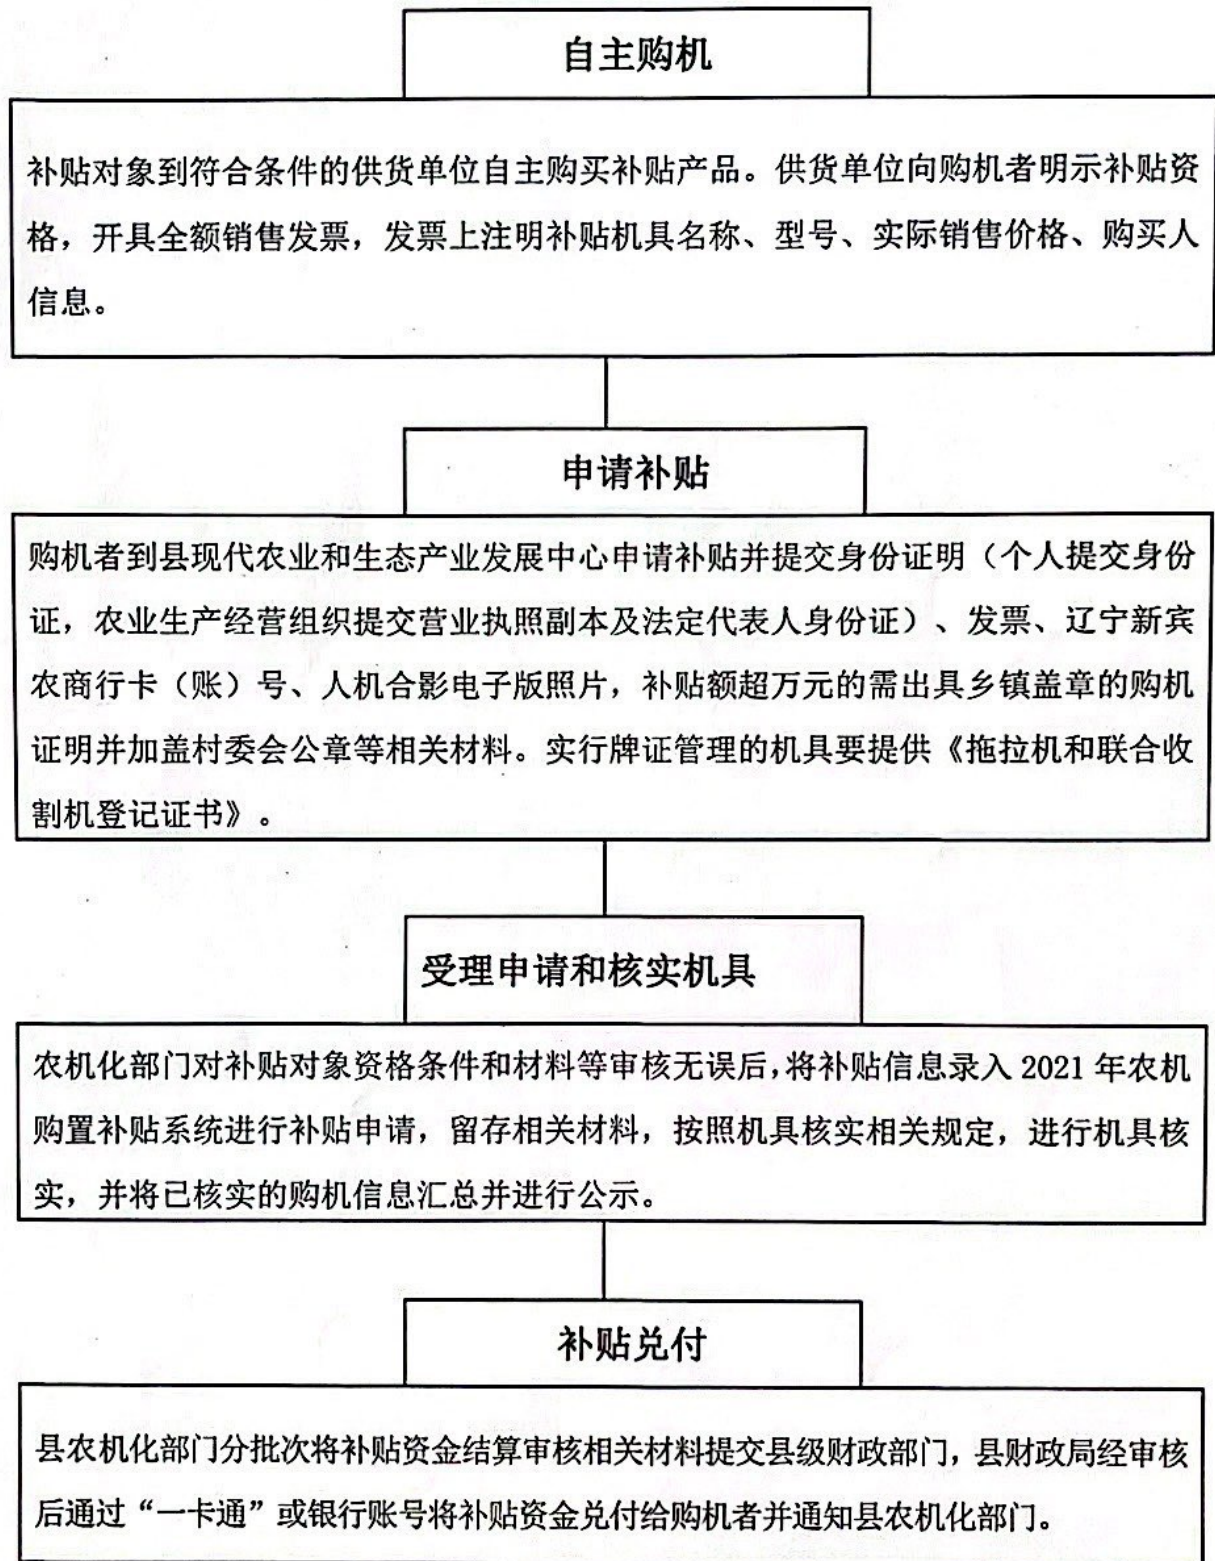 自主购机
补贴对象到符合条件的供货单位自主购买补贴产品。供货单位向购机者明示补贴资
格，开具全额销售发票，发票上注明补贴机具名称、型号、实际销售价格、购买人
信息。
申请补贴
购机者到县现代农业和生态产业发展中心申请补贴并提交身份证明（个人提交身份
证，农业生产经营组织提交营业执照副本及法定代表人身份证）、发票、辽宁新宾
农商行卡（账）号、人机合影电子版照片，补贴额超万元的需出具乡镇盖章的购机
证明并加盖村委会公章等相关材料。实行牌证管理的机具要提供《拖拉机和联合收
割机登记证书》。
受理申请和核实机具
农机化部门对补贴对象资格条件和材料等审核无误后，将补贴信息录入 2021 年农机
购置补贴系统进行补贴申请，留存相关材料，按照机具核实相关规定，进行机具核
实，并将已核实的购机信息汇总并进行公示。
补贴兑付
县农机化部门分批次将补贴资金结算审核相关材料提交县级财政部门，县财政局经审核
后通过“一卡通”或银行账号将补贴资金兑付给购机者并通知县农机化部门。